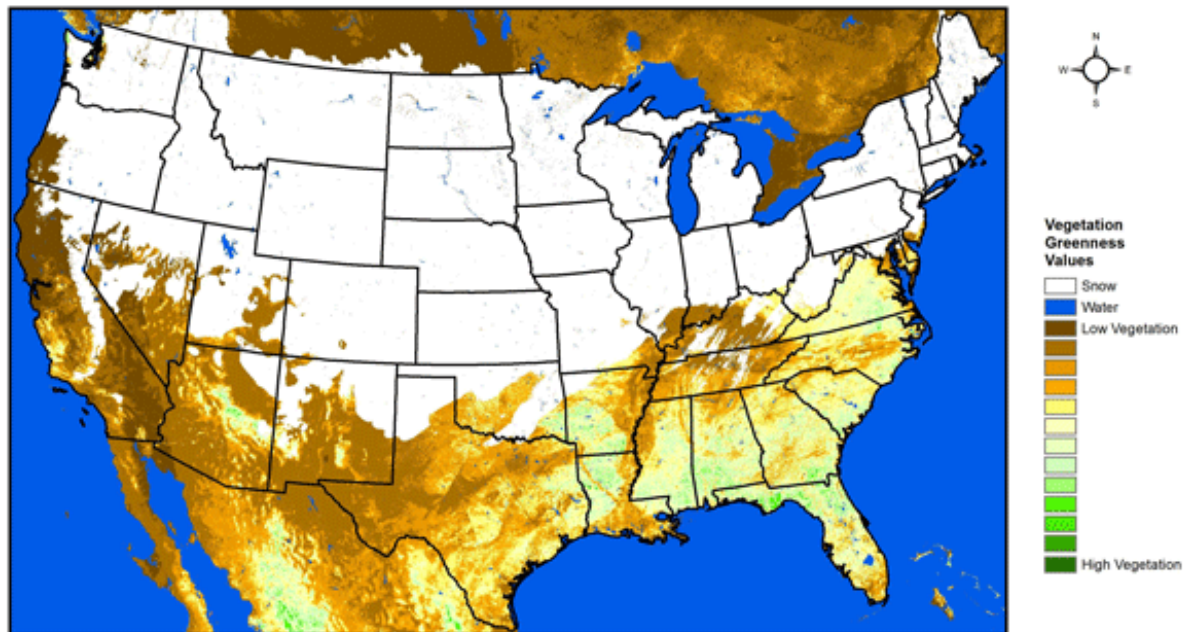 N
W E
S
Vegetation
Greenness
Values
Snow
Water
Low Vegetation
High Vegetation